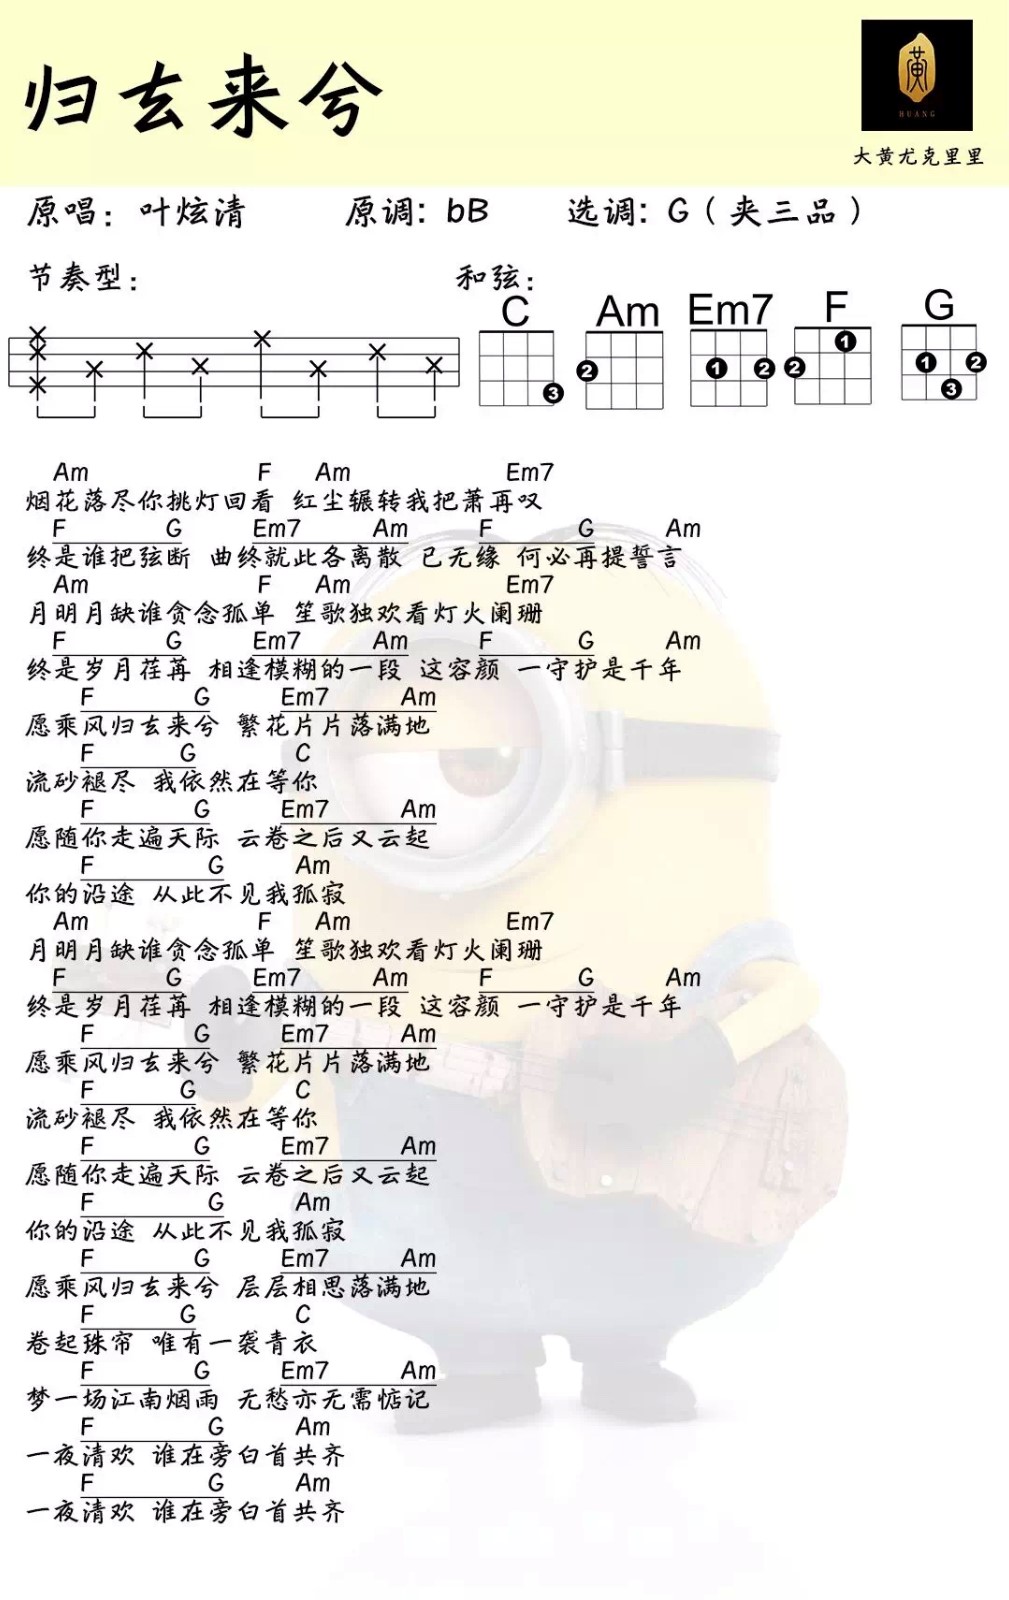 归去来兮
黄
HUANG
大黄尤克里里
原唱：叶炫清 原调：bB 选调：G（夹三品）
节奏型： 和弦：
C Am Em7 F G
3 2 1 2 1 2 1 2 3
Am F Am Em7
烟花落尽你挑灯回看 红尘辗转我把萧再叹
F G Em7 Am F G Am
终是谁把弦断 曲终就此各离散 已无缘 何必再提誓言
Am F Am Em7
月明月缺谁贪念孤单 笙歌独欢看灯火阑珊
F G Em7 Am F G Am
终是岁月荏苒 相逢模糊的一段 这容颜 一守护是千年
F G Em7 Am
愿乘风归去来兮 繁花片片落满地
F G C
流砂褪尽 我依然在等你
F G Em7 Am
愿随你走遍天际 云卷之后又云起
F G Am
你的沿途 从此不见我孤寂
Am F Am Em7
月明月缺谁贪念孤单 笙歌独欢看灯火阑珊
F G Em7 Am F G Am
终是岁月荏苒 相逢模糊的一段 这容颜 一守护是千年
F G Em7 Am
愿乘风归去来兮 繁花片片落满地
F G C
流砂褪尽 我依然在等你
F G Em7 Am
愿随你走遍天际 云卷之后又云起
F G Am
你的沿途 从此不见我孤寂
F G Em7 Am
愿乘风归去来兮 层层相思落满地
F G C
卷起珠帘 唯有一袭青衣
F G Em7 Am
梦一场江南烟雨 无愁亦无需惦记
F G Am
一夜清欢 谁在旁白首共齐
F G Am
一夜清欢 谁在旁白首共齐